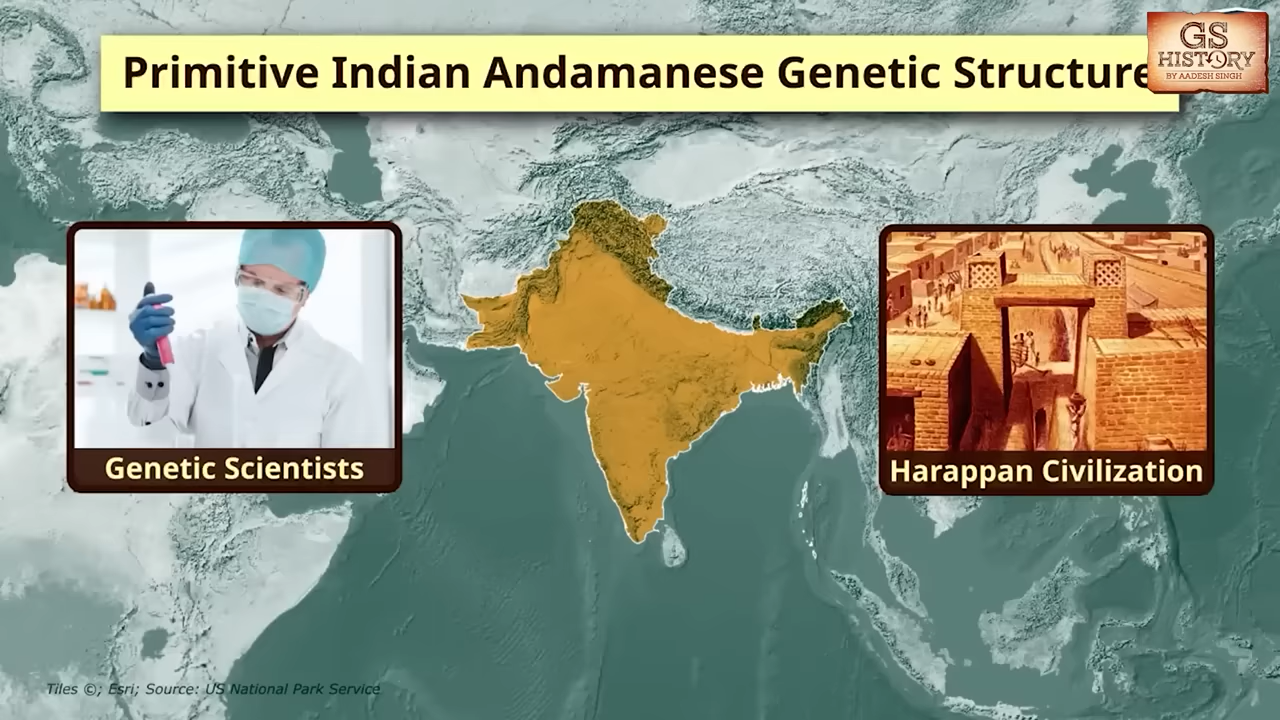 Primitive Indian Andamanese Genetic Structure
GS
HISTORY
BY AADESH SINGH
Genetic Scientists
Harappan Civilization
Tiles ©; Esri; Source: US National Park Service